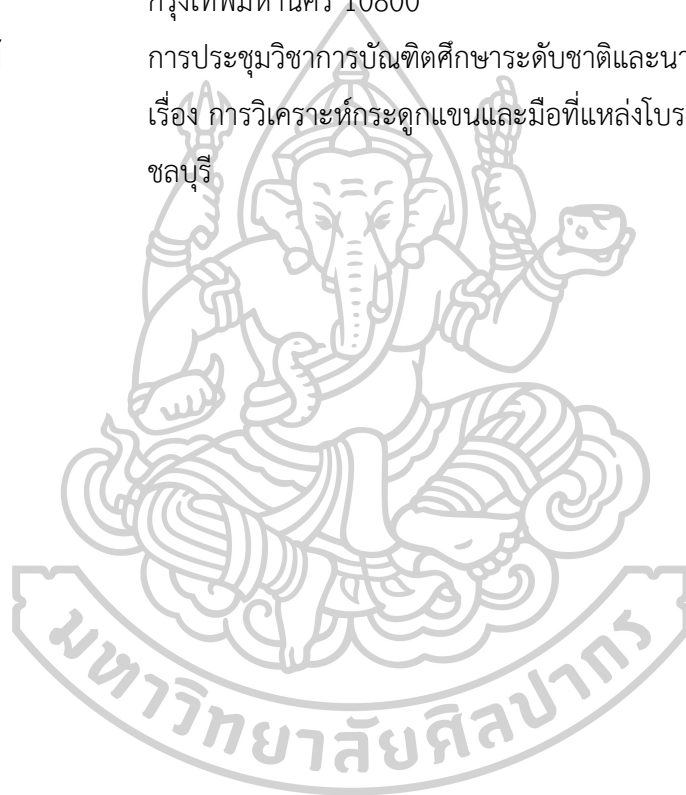 กรุงเทพมหานคร 10800
การประชุมวิชาการบัณฑิตศึกษาระดับชาติและนา
เรื่อง การวิเคราะห์กระดูกแขนและมือที่แหล่งโบร
ชลบุรี
มหาวิทยาลัยศิลปากร